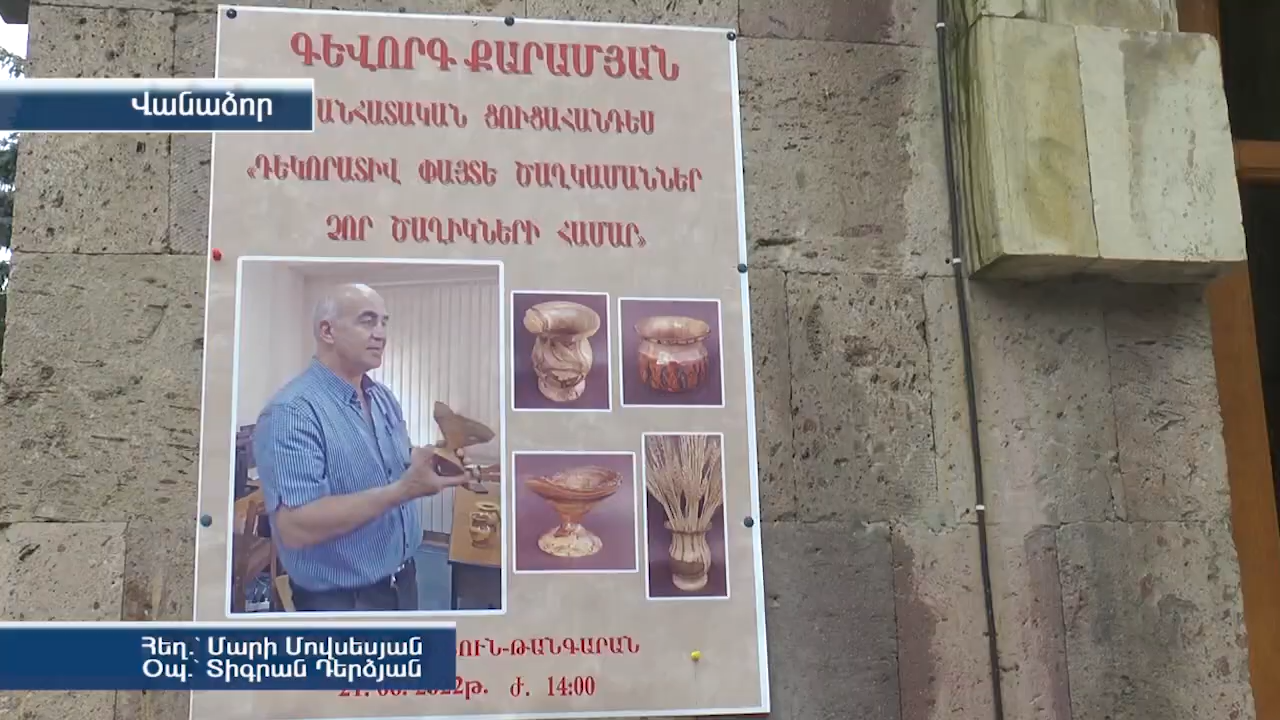 ԳԵՎՈՐԳ ՔԱՐԱՄՅԱՆ
Վանաձոր
ԱՆՀԱՏԱԿԱՆ ՑՈՒՑԱՀԱՆԴԵՍ
«ԴԵԿՈՐԱՏԻՎ ՓԱՅՏԵ ԾԱՂԿԱՄԱՆՆԵՐ
ՉՈՐ ԾԱՂԻԿՆԵՐԻ ՀԱՄԱՐ»
Հեղ.՝ Մարի Մովսեսյան
Օպ.՝ Տիգրան Դերձյան
ՈՒՆ-ԹԱՆԳԱՐԱՆ
ժ. 14:00